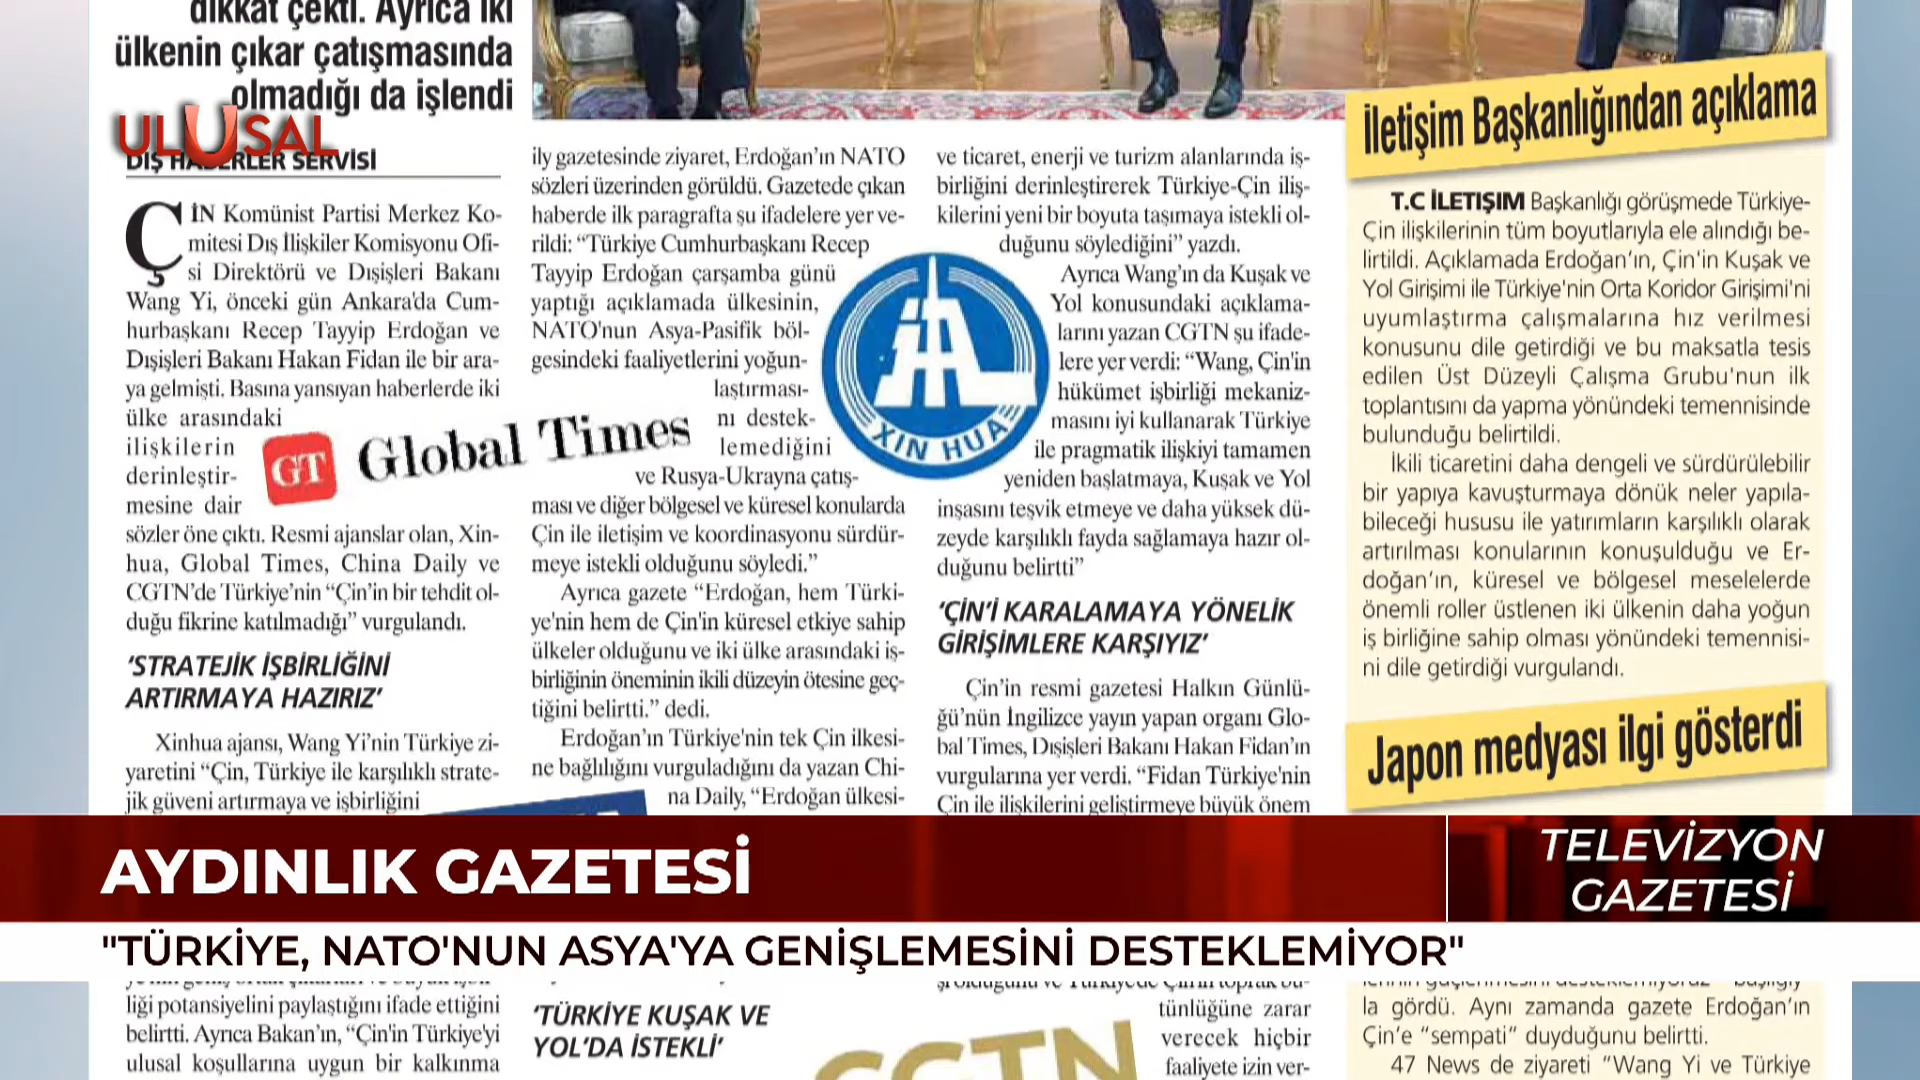 dikkat çekti. Ayrıca iki
ülkenin çıkar çatışmasında
olmadığı da işlendi
ULUSAL
DIŞ HABERLER SERVİSİ
ÇİN Komünist Partisi Merkez Ko-
mitesi Dış İlişkiler Komisyonu Ofi-
si Direktörü ve Dışişleri Bakanı
Wang Yi, önceki gün Ankara'da Cum-
hurbaşkanı Recep Tayyip Erdoğan ve
Dışişleri Bakanı Hakan Fidan ile bir ara-
ya gelmişti. Basına yansıyan haberlerde iki
ülke arasındaki
ilişkilerin
derinleştir-
mesine dair
sözler öne çıktı. Resmi ajanslar olan, Xin-
hua, Global Times, China Daily ve
CGTN'de Türkiye'nin “Çin'in bir tehdit ol-
duğu fikrine katılmadığı” vurgulandı.
‘STRATEJİK İŞBİRLİĞİNİ
ARTIRMAYA HAZIRIZ’
Xinhua ajansı, Wang Yi'nin Türkiye zi-
yaretini “Çin, Türkiye ile karşılıklı strate-
jik güveni artırmaya ve işbirliğini
liği potansiyelini paylaştığını ifade ettiğini
belirtti. Ayrıca Bakan'ın, “Çin'in Türkiye'yi
ulusal koşullarına uygun bir kalkınma
GT Global Times
ily gazetesinde ziyaret, Erdoğan'ın NATO
sözleri üzerinden görüldü. Gazetede çıkan
haberde ilk paragrafta şu ifadelere yer ve-
rildi: “Türkiye Cumhurbaşkanı Recep
Tayyip Erdoğan çarşamba günü
yaptığı açıklamada ülkesinin,
NATO'nun Asya-Pasifik böl-
gesindeki faaliyetlerini yoğun-
laştırması-
nı destek-
lemediğini
ve Rusya-Ukrayna çatış-
ması ve diğer bölgesel ve küresel konularda
Çin ile iletişim ve koordinasyonu sürdür-
meye istekli olduğunu söyledi.”
Ayrıca gazete “Erdoğan, hem Türki-
ye'nin hem de Çin'in küresel etkiye sahip
ülkeler olduğunu ve iki ülke arasındaki iş-
birliğinin öneminin ikili düzeyin ötesine geç-
tiğini belirtti.” dedi.
Erdoğan'ın Türkiye'nin tek Çin ilkesi-
ne bağlılığını vurguladığını da yazan Chi-
na Daily, “Erdoğan ülkesi-
‘TÜRKİYE KUŞAK VE
YOL’DA İSTEKLİ’
XIN HUA
ve ticaret, enerji ve turizm alanlarında iş-
birliğini derinleştirerek Türkiye-Çin iliş-
kilerini yeni bir boyuta taşımaya istekli ol-
duğunu söylediğini” yazdı.
Ayrıca Wang'ın da Kuşak ve
Yol konusundaki açıklama-
larını yazan CGTN şu ifade-
lere yer verdi: “Wang, Çin'in
hükümet işbirliği mekaniz-
masını iyi kullanarak Türkiye
ile pragmatik ilişkiyi tamamen
yeniden başlatmaya, Kuşak ve Yol
inşasını teşvik etmeye ve daha yüksek dü-
zeyde karşılıklı fayda sağlamaya hazır ol-
duğunu belirtti”
‘ÇİN’İ KARALAMAYA YÖNELİK
GİRİŞİMLERE KARŞIYIZ’
Çin'in resmi gazetesi Halkın Günlü-
ğü'nün İngilizce yayın yapan organı Glo-
bal Times, Dışişleri Bakanı Hakan Fidan'ın
vurgularına yer verdi. “Fidan Türkiye'nin
Çin ile ilişkilerini geliştirmeye büyük önem
tünlüğüne zarar
verecek hiçbir
faaliyete izin ver-
CGTN
İletişim Başkanlığından açıklama
T.C İLETIŞIM Başkanlığı görüşmede Türkiye-
Çin ilişkilerinin tüm boyutlarıyla ele alındığı be-
lirtildi. Açıklamada Erdoğan'ın, Çin'in Kuşak ve
Yol Girişimi ile Türkiye'nin Orta Koridor Girişimi'ni
uyumlaştırma çalışmalarına hız verilmesi
konusunu dile getirdiği ve bu maksatla tesis
edilen Üst Düzeyli Çalışma Grubu'nun ilk
toplantısını da yapma yönündeki temennisinde
bulunduğu belirtildi.
İkili ticaretini daha dengeli ve sürdürülebilir
bir yapıya kavuşturmaya dönük neler yapıla-
bileceği hususu ile yatırımların karşılıklı olarak
artırılması konularının konuşulduğu ve Er-
doğan'ın, küresel ve bölgesel meselelerde
önemli roller üstlenen iki ülkenin daha yoğun
iş birliğine sahip olması yönündeki temennisi-
ni dile getirdiği vurgulandı.
Japon medyası ilgi gösterdi
la gördü. Aynı zamanda gazete Erdoğan'ın
Çin'e “sempati” duyduğunu belirtti.
47 News de ziyareti “Wang Yi ve Türkiye
AYDINLIK GAZETESİ
TELEVİZYON
GAZETESİ
"TÜRKİYE, NATO'NUN ASYA'YA GENİŞLEMESİNİ DESTEKLEMİYOR"